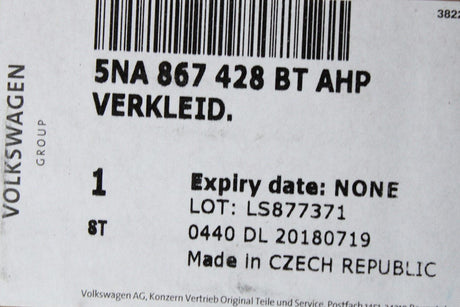 3822
5NA 867 428 BT AHP
VERKLEID.
VOLKSWAGEN
GROUP
1
ST
Expiry date: NONE
LOT: LS877371
0440 DL 20180719
Made in CZECH REPUBLIC
Volkswagen AG, Konzern Vertrieb Original Teile und Service, Postfach